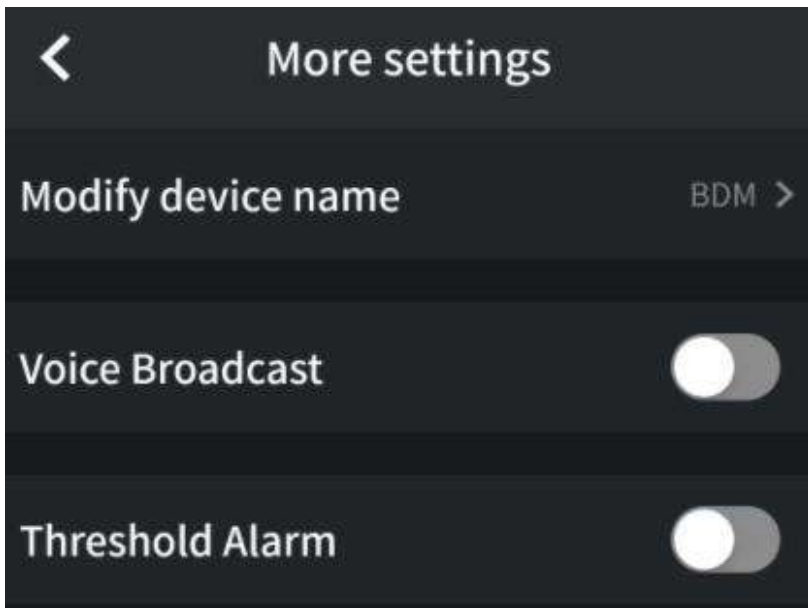 More settings
Modify device name BDM
Voice Broadcast
Threshold Alarm